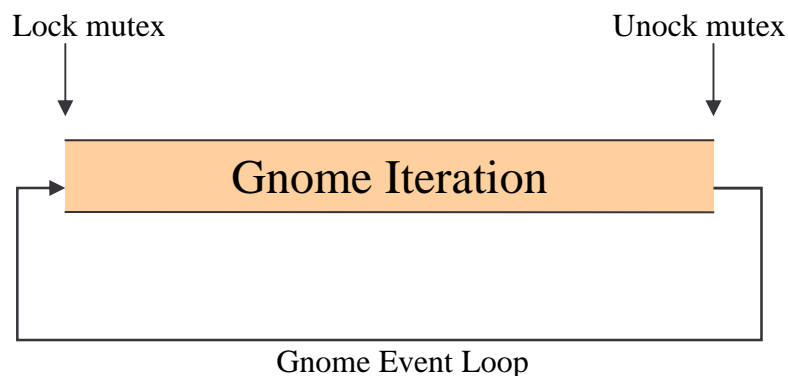 Lock mutex
Unock mutex
Gnome Iteration
Gnome Event Loop